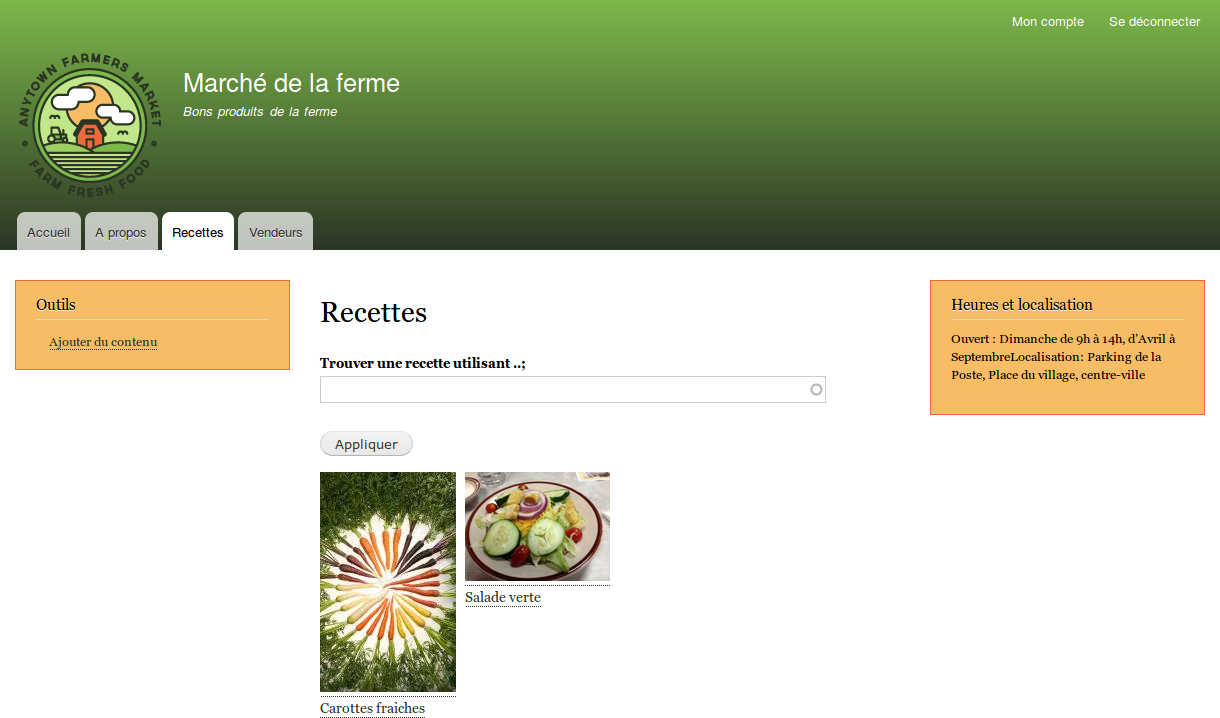 Mon compte Se déconnecter
ANYTOWN FARMERS MARKET
FARM FRESH FOOD
Marché de la ferme
Bons produits de la ferme
Accueil A propos Recettes Vendeurs
Outils
Ajouter du contenu
Recettes
Trouver une recette utilisant ..;
Appliquer
Salade verte
Carottes fraiches
Heures et localisation
Ouvert : Dimanche de 9h à 14h, d'Avril à
SeptembreLocalisation: Parking de la
Poste, Place du village, centre-ville